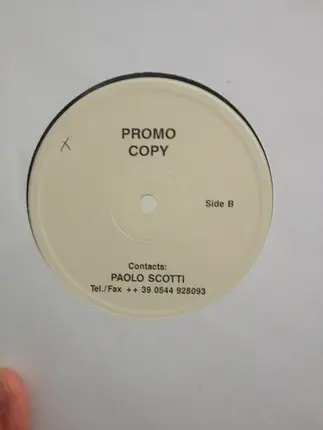 PROMO
COPY
X
Side B
Contacts:
PAOLO SCOTTI
Tel./Fax ++ 39 0544 928093